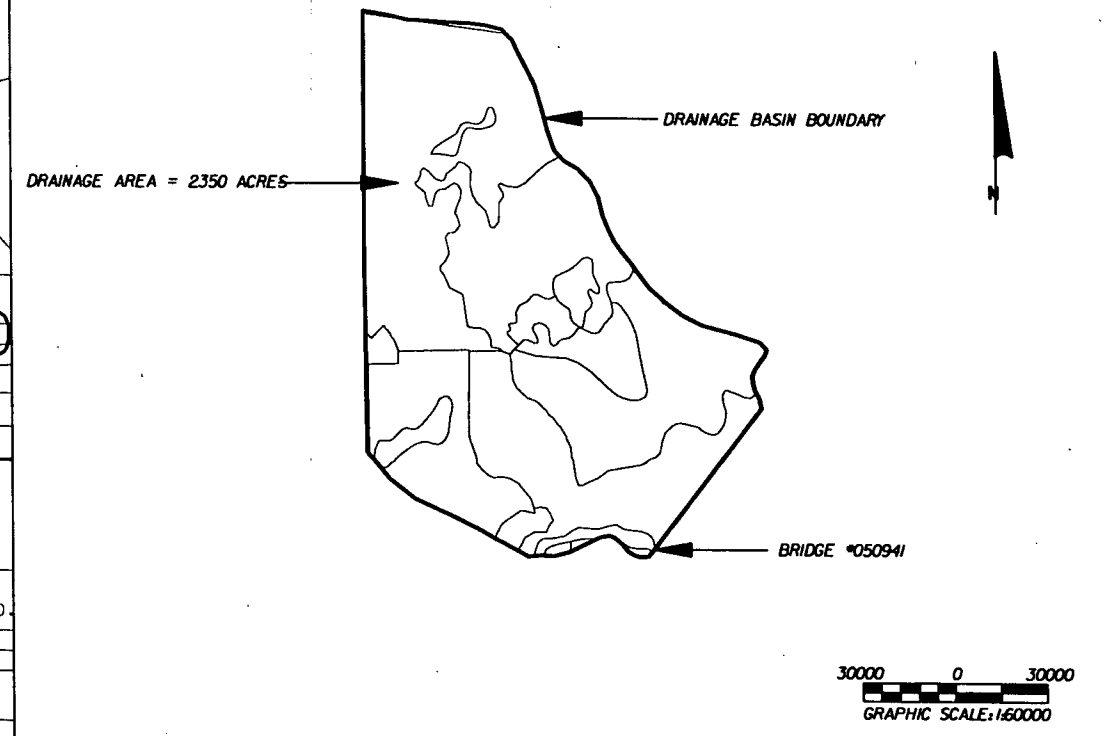 DRAINAGE BASIN BOUNDARY
DRAINAGE AREA = 2350 ACRES
N
BRIDGE #050941
30000 0 30000
GRAPHIC SCALE: 1:60000